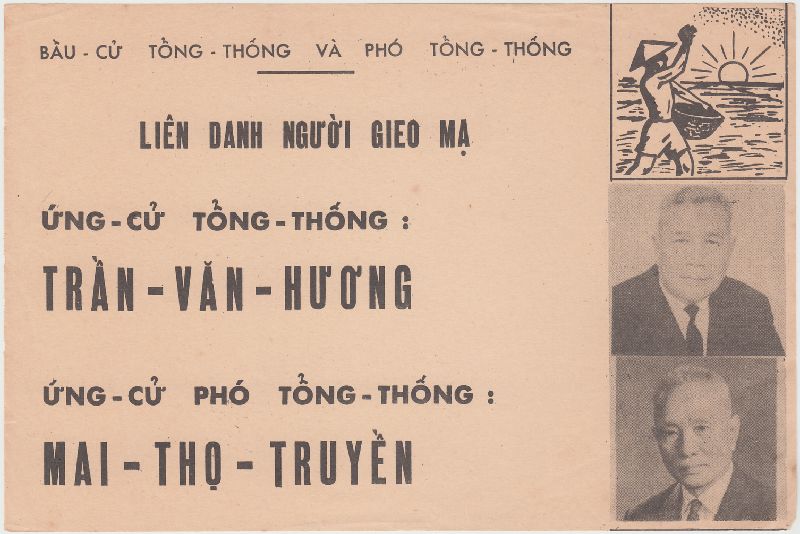 BẦU - CỬ TỔNG - THỐNG VÀ PHÓ TỔNG - THỐNG
LIÊN DANH NGƯỜI GIEO MẠ
ỨNG - CỬ TỔNG - THỐNG :
TRẦN - VĂN - HƯƠNG
ỨNG - CỬ PHÓ TỔNG - THỐNG :
MAI - THỌ - TRUYỀN